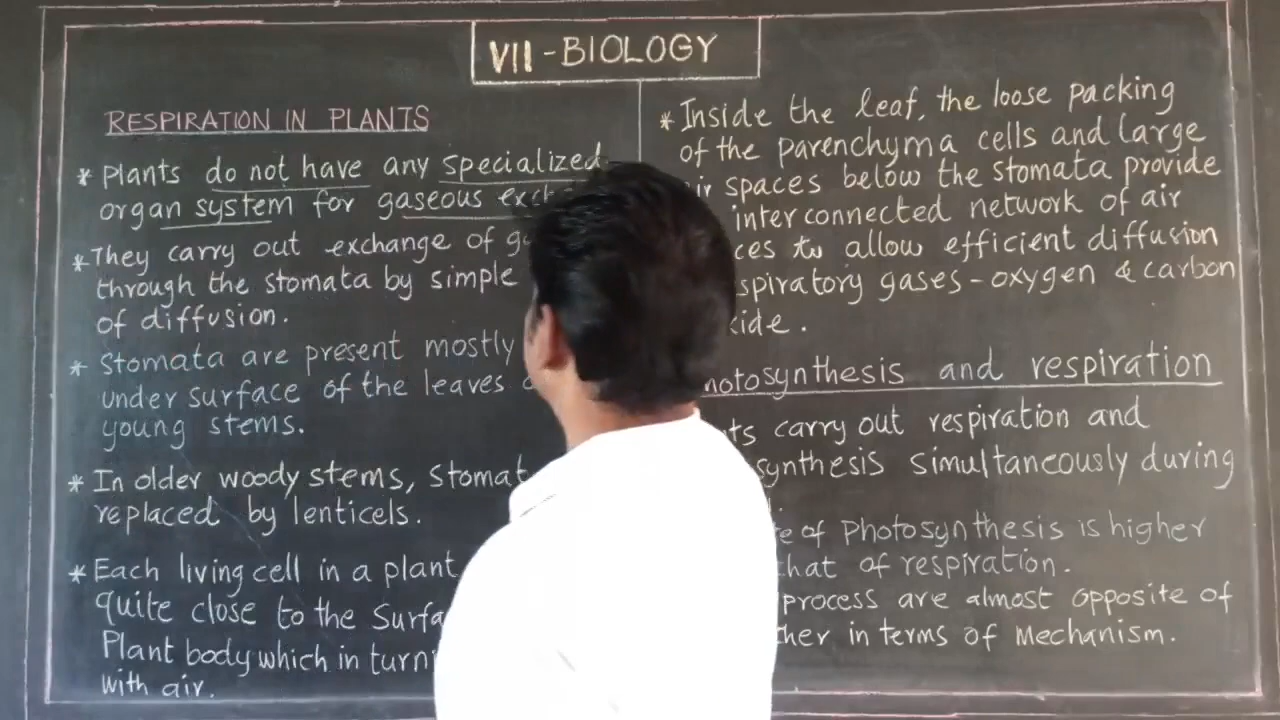 VII - BIOLOGY
RESPIRATION IN PLANTS
* Plants do not have any specialized
organ system for gaseous
* They carry out exchange of
through the stomata by simple
of diffusion.
* Stomata are present mostly
under surface of the leaves
young stems.
* In older woody stems,
replaced by lenticels.
* Each living cell in a plant
quite close to the
Plant body which in
with air.
* Inside the leaf, the loose packing
of the parenchyma cells and large
spaces below the stomata provide
interconnected network of air
to allow efficient diffusion
gases - oxygen & carbon
and respiration
carry out respiration and
simultaneously during
of Photosynthesis is higher
that of respiration.
process are almost opposite of
in terms of Mechanism.